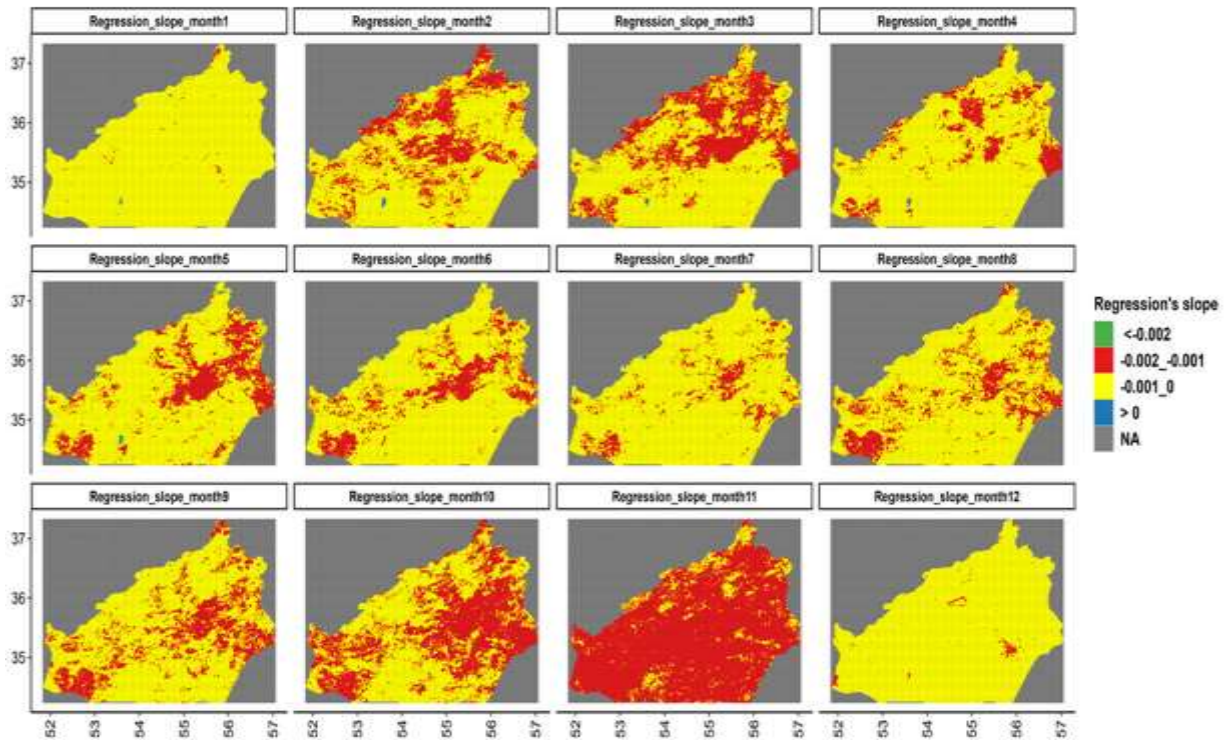 Regression_slope_month1
Regression_slope_month2
Regression_slope_month3
Regression_slope_month4
37
36
35
Regression_slope_month5
Regression_slope_month6
Regression_slope_month7
Regression_slope_month8
37
36
35
Regression's slope
<-0.002
-0.002_-0.001
-0.001_0
> 0
NA
Regression_slope_month9
Regression_slope_month10
Regression_slope_month11
Regression_slope_month12
37
36
35
52 53 54 55 56 57
52 53 54 55 56 57
52 53 54 55 56 57
52 53 54 55 56 57